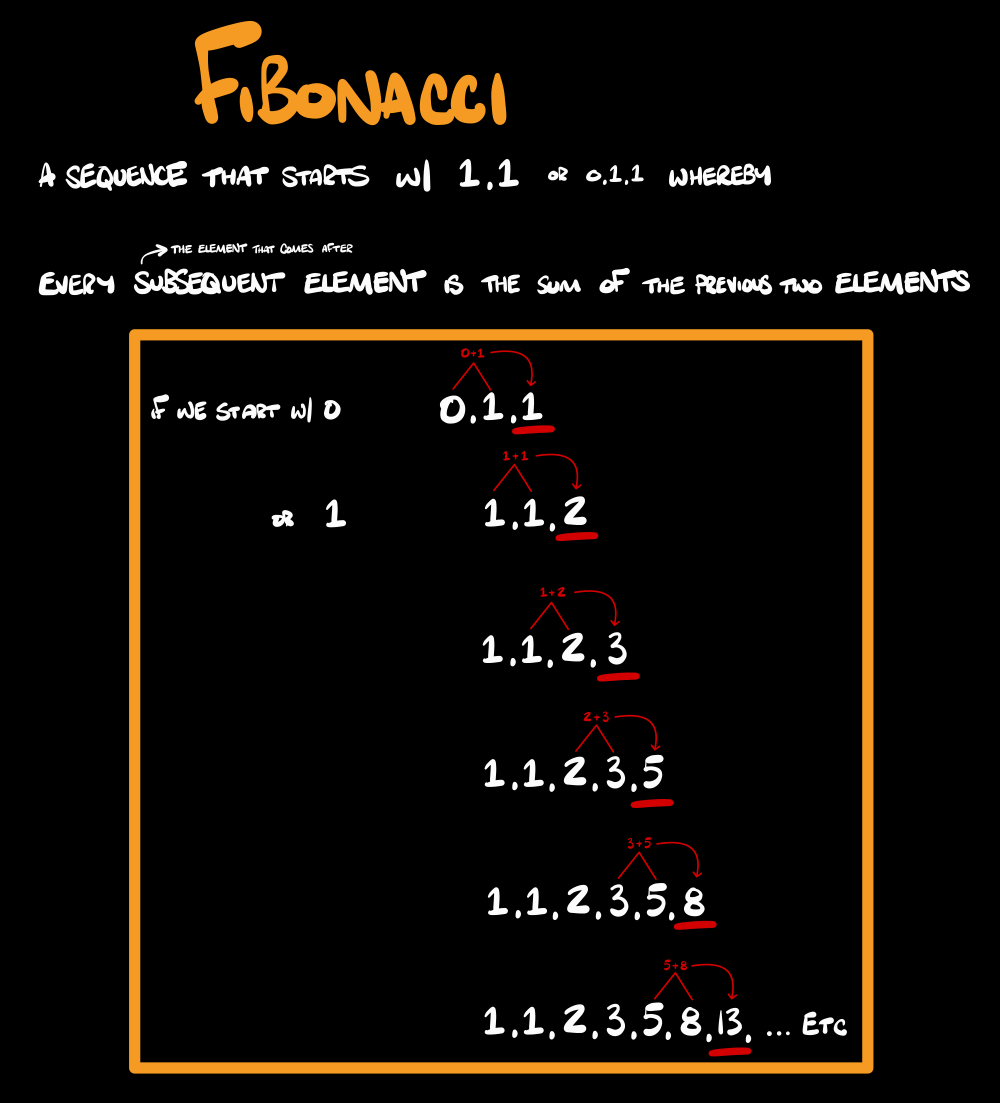 FIBONACCI
A SEQUENCE THAT STARTS W/ 1,1 OR 0,1,1 WHEREBY
THE ELEMENT THAT COMES AFTER
EVERY SUBSEQUENT ELEMENT IS THE SUM OF THE PREVIOUS TWO ELEMENTS
0+1
IF WE START W/ 0 0,1,1
1+1
OR 1 1,1,2
1+2
1,1,2,3
2+3
1,1,2,3,5
3+5
1,1,2,3,5,8
5+8
1,1,2,3,5,8,13, ... ETC